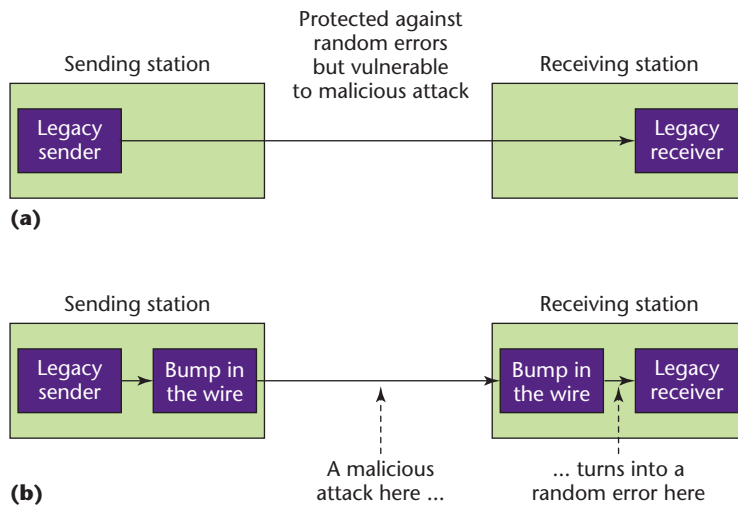 Protected against
random errors
but vulnerable
to malicious attack
Sending station
Receiving station
Legacy
sender
Legacy
receiver
(a)
Sending station
Receiving station
Legacy
sender
Bump in
the wire
Bump in
the wire
Legacy
receiver
A malicious
attack here ...
... turns into a
random error here
(b)